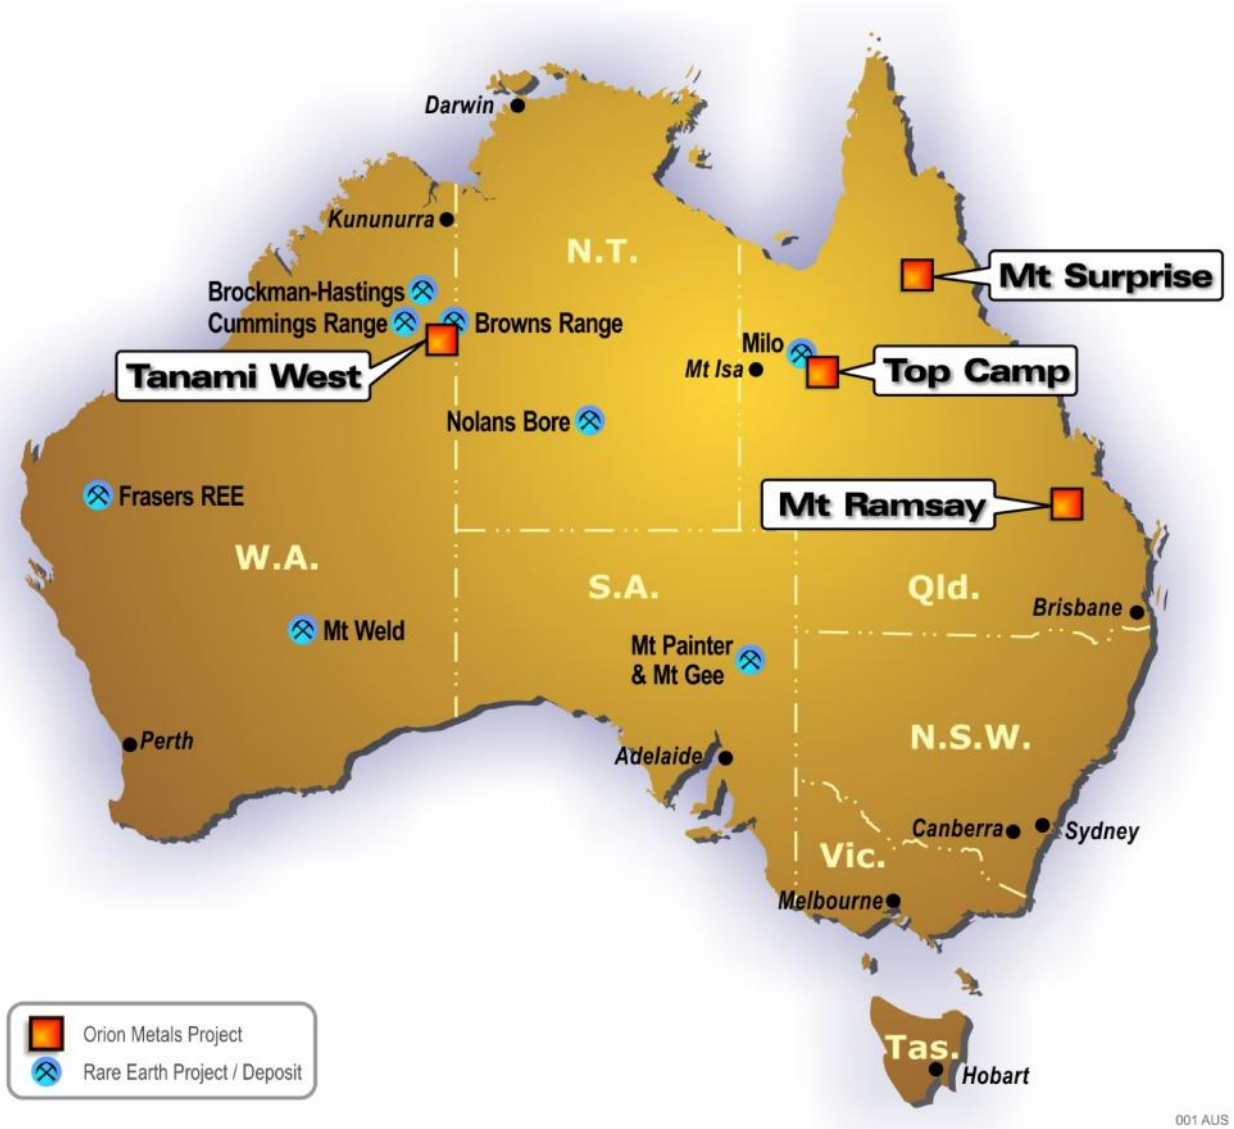 Darwin
Kununurra
N.T.
Mt Surprise
Brockman-Hastings
Cummings Range
Browns Range
Tanami West
Milo
Mt Isa
Top Camp
Nolans Bore
Frasers REE
Mt Ramsay
W.A.
S.A.
Qld.
Brisbane
Mt Weld
Mt Painter
& Mt Gee
Perth
Adelaide
N.S.W.
Canberra
Sydney
Vic.
Melbourne
Tas.
Hobart
Orion Metals Project
Rare Earth Project / Deposit
001 AUS